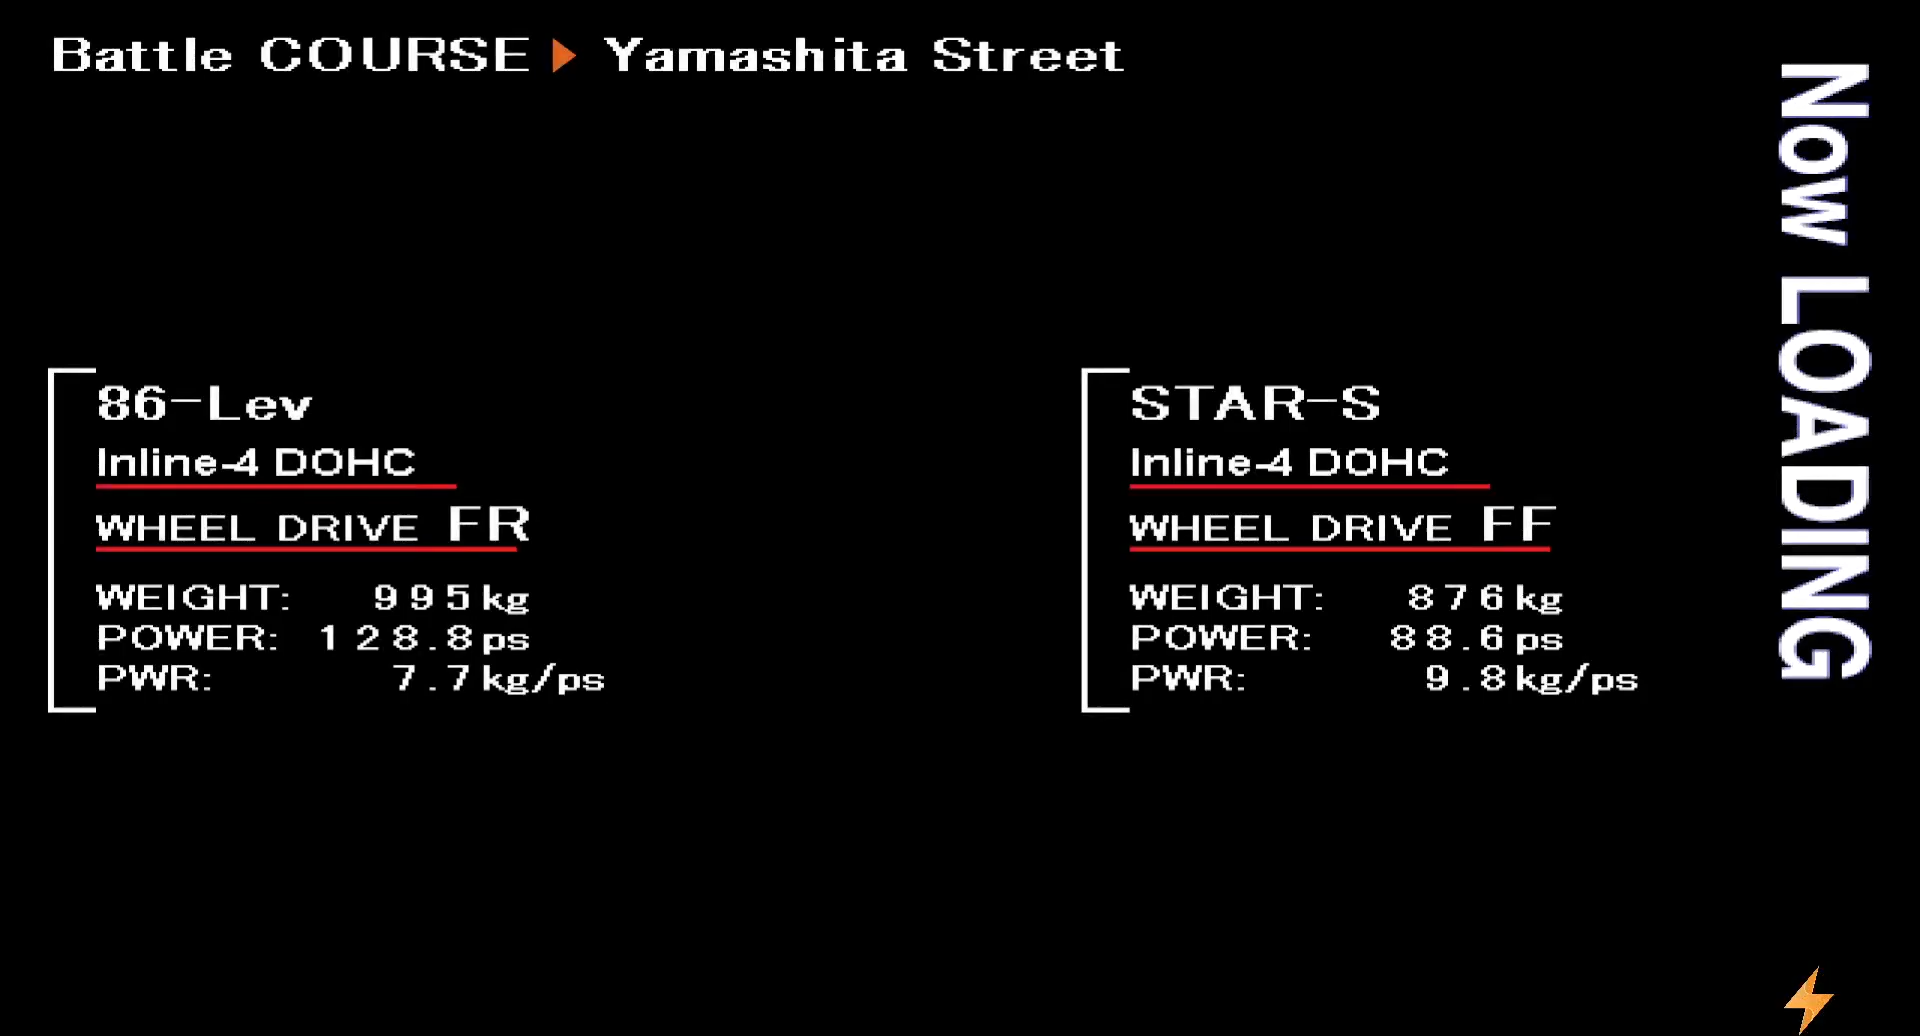 Battle COURSE ▶ Yamashita Street
Now LOADING
86-Lev
Inline-4 DOHC
WHEEL DRIVE FR
WEIGHT: 995kg
POWER: 128.8ps
PWR: 7.7kg/ps
STAR-S
Inline-4 DOHC
WHEEL DRIVE FF
WEIGHT: 876kg
POWER: 88.6ps
PWR: 9.8kg/ps